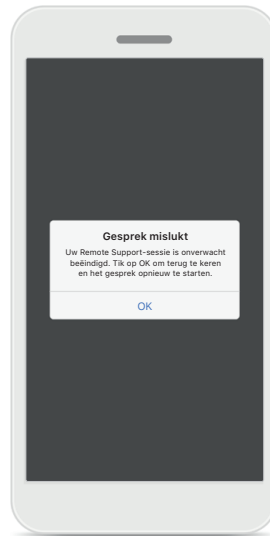 Gesprek mislukt
Uw Remote Support-sessie is onverwacht
beëindigd. Tik op OK om terug te keren
en het gesprek opnieuw te starten.
OK